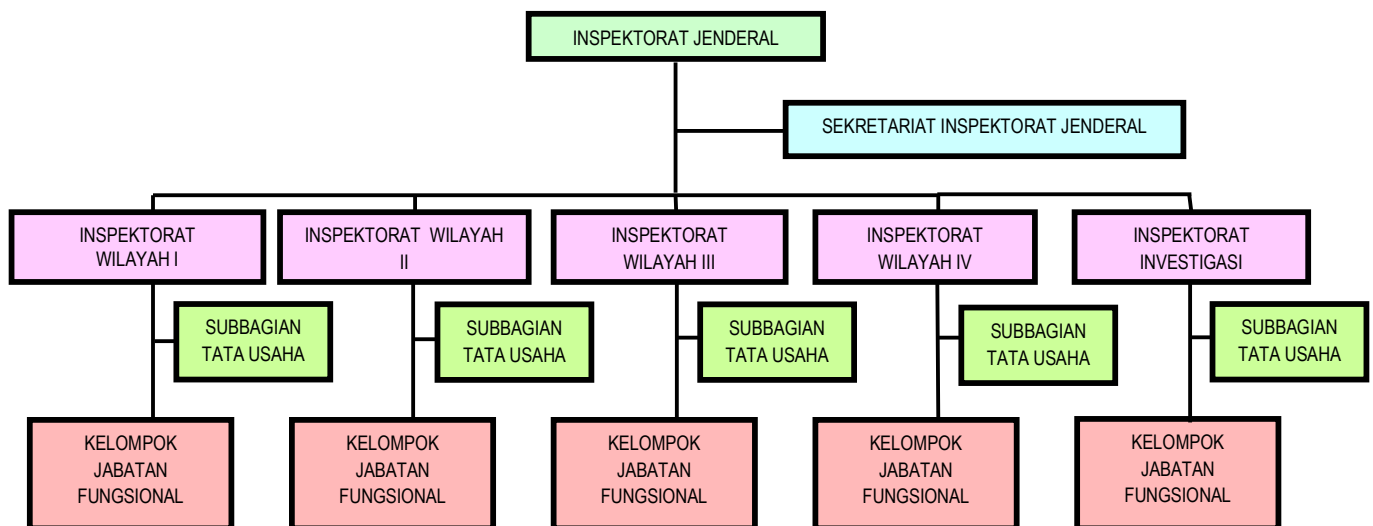 INSPEKTORAT JENDERAL
SEKRETARIAT INSPEKTORAT JENDERAL
INSPEKTORAT
WILAYAH I
INSPEKTORAT WILAYAH
II
INSPEKTORAT
WILAYAH III
INSPEKTORAT
WILAYAH IV
INSPEKTORAT
INVESTIGASI
SUBBAGIAN
TATA USAHA
SUBBAGIAN
TATA USAHA
SUBBAGIAN
TATA USAHA
SUBBAGIAN
TATA USAHA
SUBBAGIAN
TATA USAHA
KELOMPOK
JABATAN
FUNGSIONAL
KELOMPOK
JABATAN
FUNGSIONAL
KELOMPOK
JABATAN
FUNGSIONAL
KELOMPOK
JABATAN
FUNGSIONAL
KELOMPOK
JABATAN
FUNGSIONAL